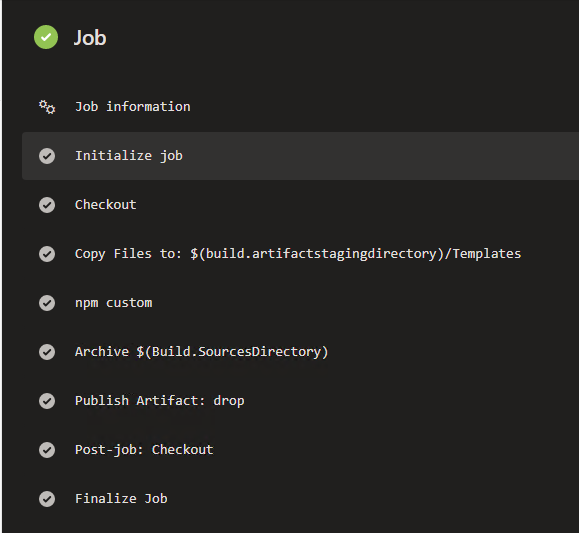 Job
Job information
Initialize job
Checkout
Copy Files to: $(build.artifactstagingdirectory)/Templates
npm custom
Archive $(Build.SourcesDirectory)
Publish Artifact: drop
Post-job: Checkout
Finalize Job